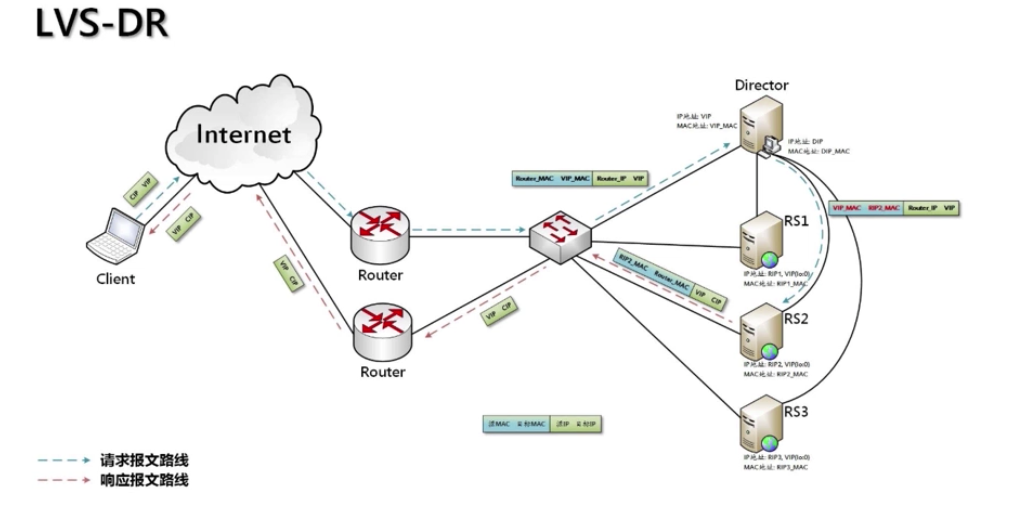 LVS-DR
Director
IP地址: VIP
MAC地址: VIP_MAC
IP地址: DIP
MAC地址: DIP_MAC
Internet
Router_MAC VIP_MAC Router_IP VIP
CIP VIP
VIP CIP
VIP_MAC RIP2_MAC Router_IP VIP
RS1
IP地址: RIP1, VIP(lo:0)
MAC地址: RIP1_MAC
Client
Router
VIP CIP
RIP2_MAC Router_MAC VIP CIP
VIP CIP
RS2
IP地址: RIP2, VIP(lo:0)
MAC地址: RIP2_MAC
Router
RS3
IP地址: RIP3, VIP(lo:0)
MAC地址: RIP3_MAC
源MAC 目标MAC 源IP 目标IP
请求报文路线
响应报文路线